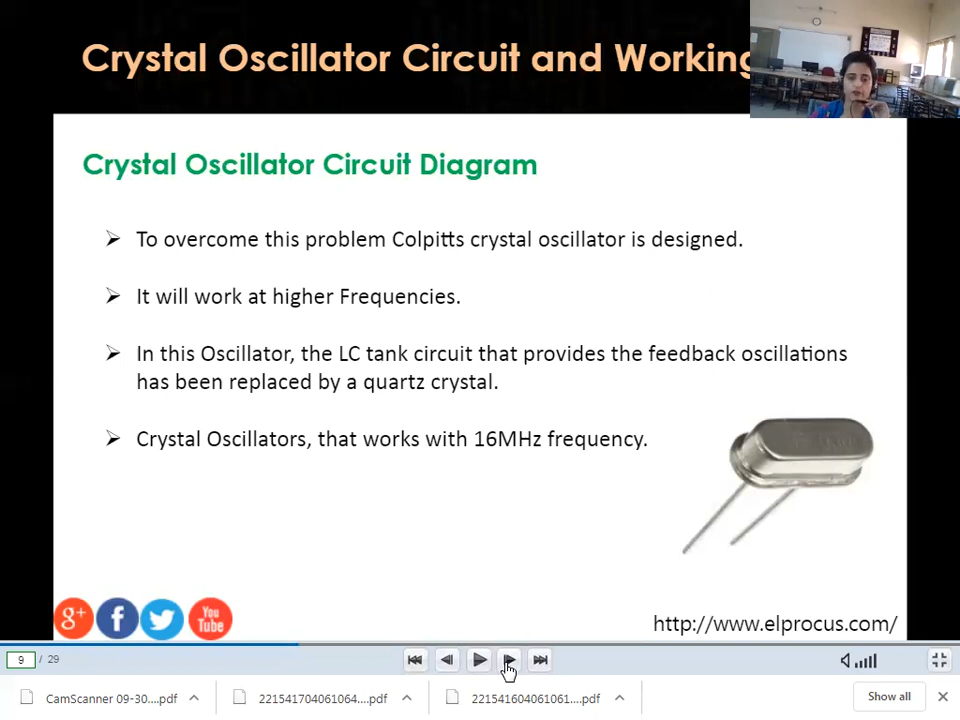 Crystal Oscillator Circuit and Working
Crystal Oscillator Circuit Diagram
➢ To overcome this problem Colpitts crystal oscillator is designed.
➢ It will work at higher Frequencies.
➢ In this Oscillator, the LC tank circuit that provides the feedback oscillations
has been replaced by a quartz crystal.
➢ Crystal Oscillators, that works with 16MHz frequency.
g+ f You
Tube
http://www.elprocus.com/
9 / 29
CamScanner 09-30....pdf 221541704061064....pdf 221541604061061....pdf Show all